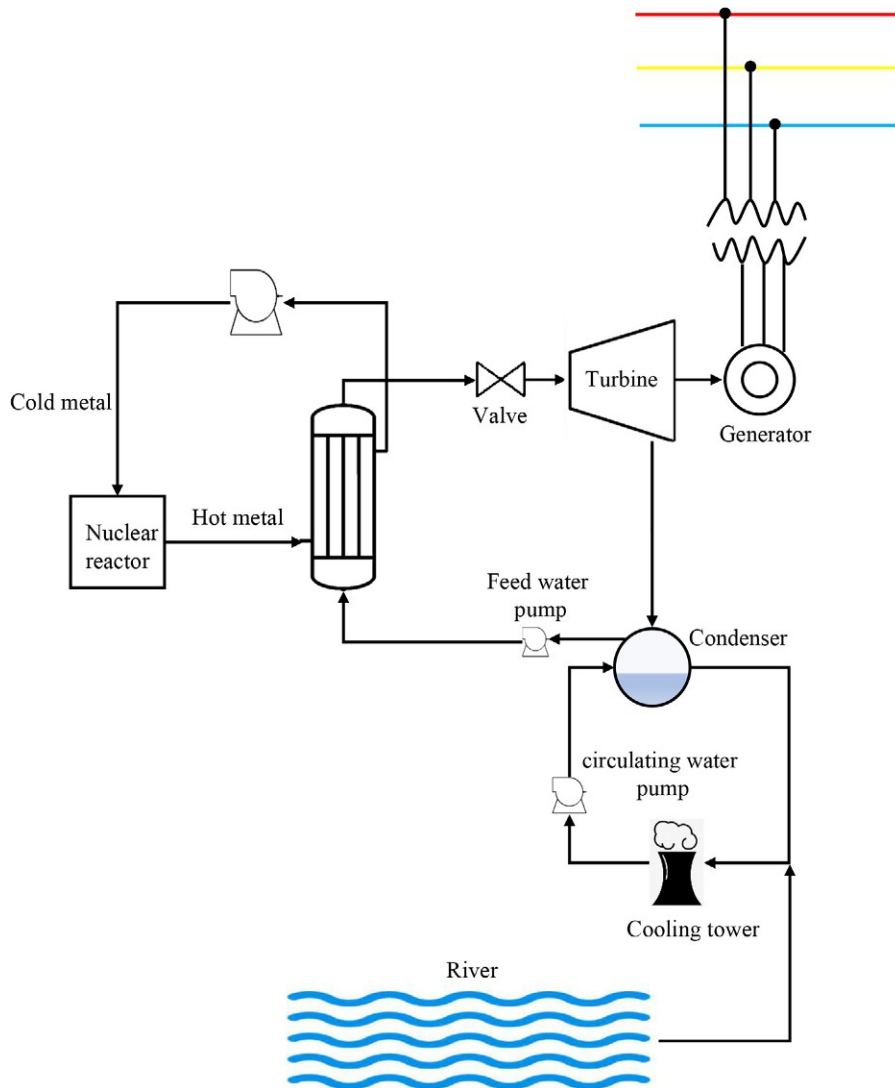 Turbine
Valve
Generator
Cold metal
Hot metal
Nuclear
reactor
Feed water
pump
Condenser
circulating water
pump
Cooling tower
River